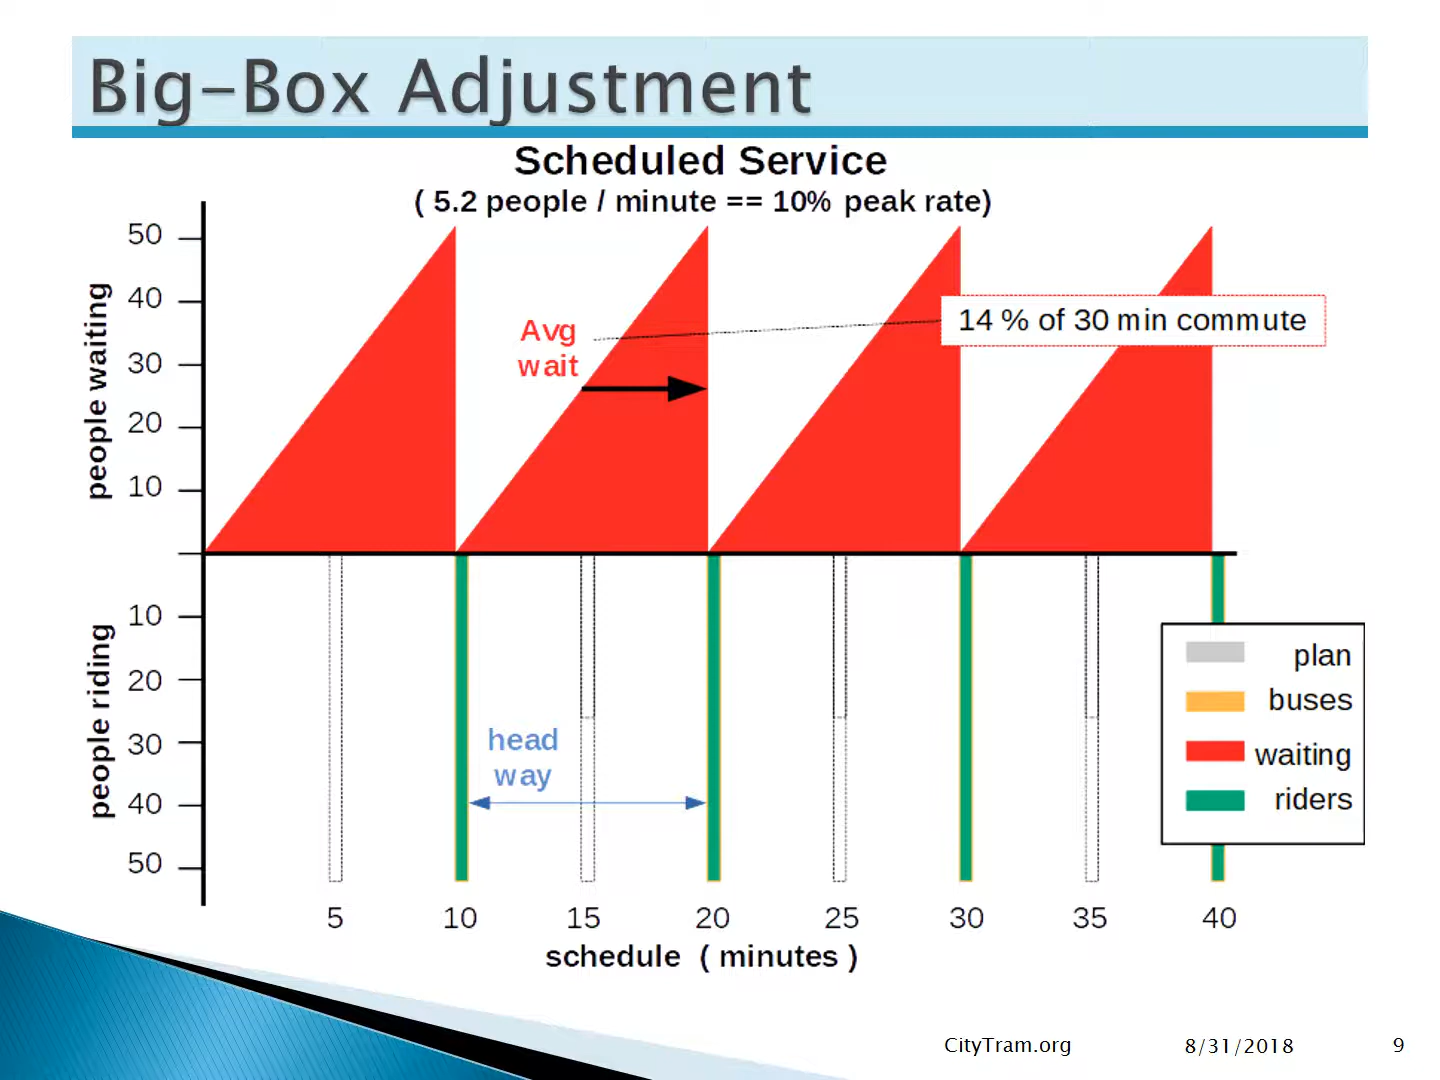 Big-Box Adjustment
Scheduled Service
( 5.2 people / minute == 10% peak rate)
people waiting
50
40
30
20
10
Avg
wait
14 % of 30 min commute
people riding
10
20
30
40
50
head
way
plan
buses
waiting
riders
5 10 15 20 25 30 35 40
schedule ( minutes )
CityTram.org 8/31/2018 9